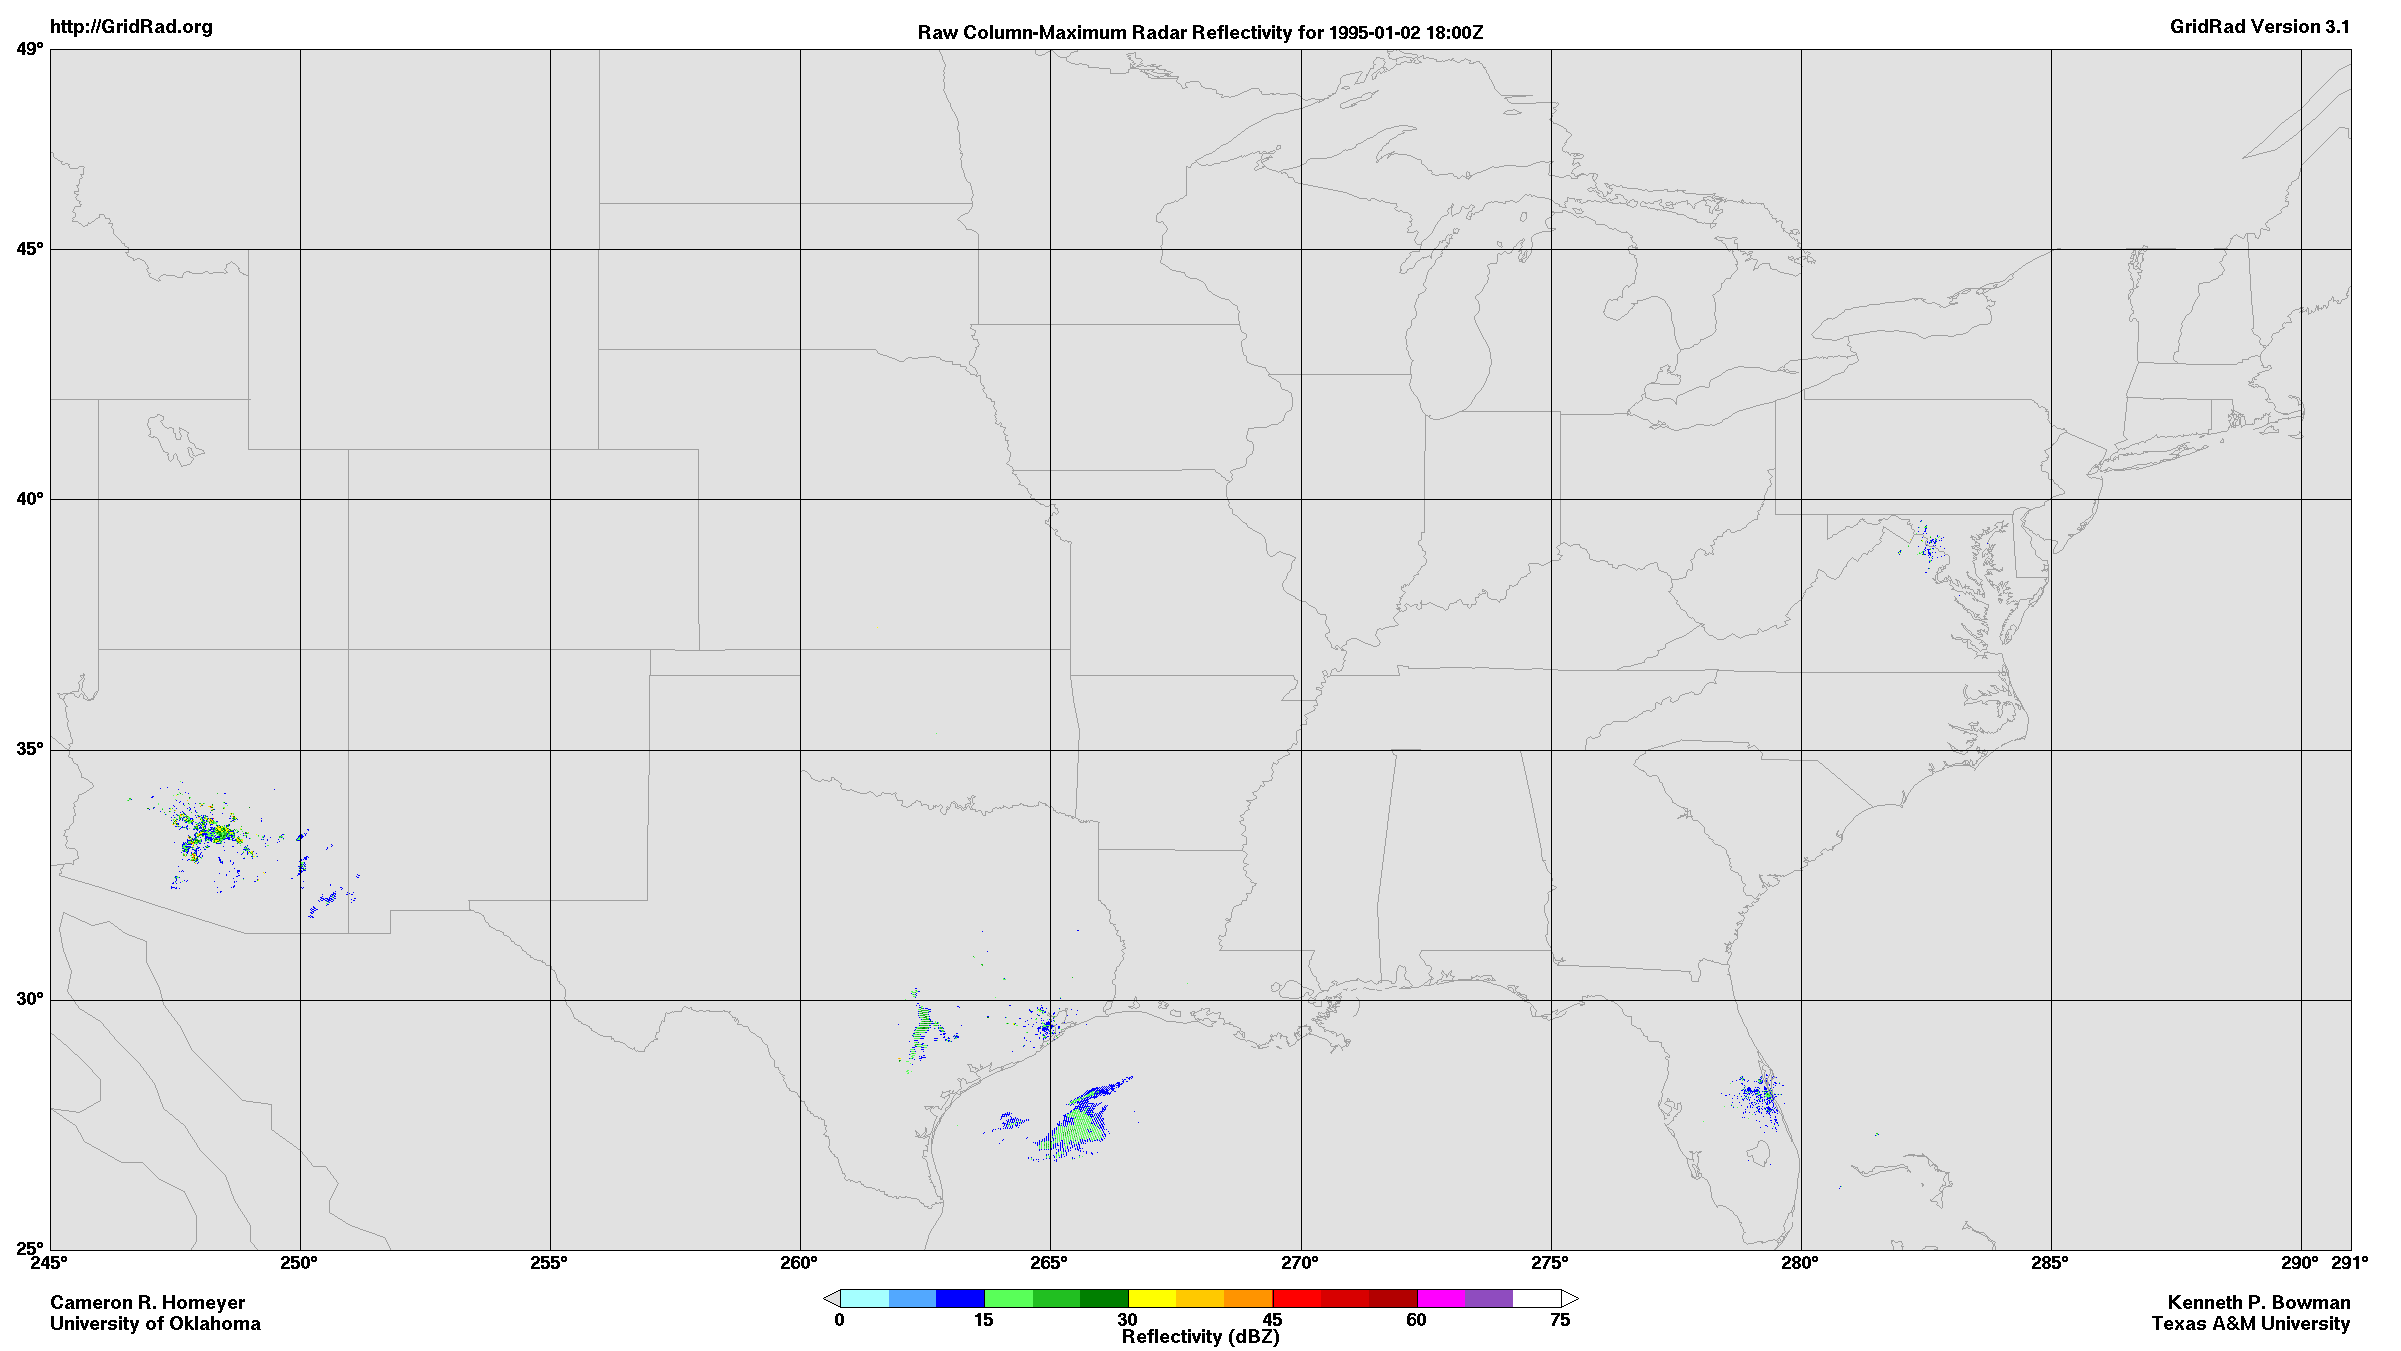 http://GridRad.org
Raw Column-Maximum Radar Reflectivity for 1995-01-02 18:00Z
GridRad Version 3.1
49°
45°
40°
35°
30°
25°
245° 250° 255° 260° 265° 270° 275° 280° 285° 290° 291°
0 15 30 45 60 75
Reflectivity (dBZ)
Cameron R. Homeyer
University of Oklahoma
Kenneth P. Bowman
Texas A&M University